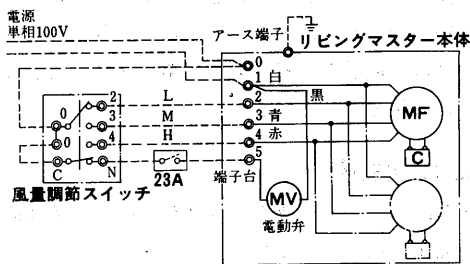 電源
単相100V
アース端子
リビングマスター本体
0
1 白
2 黒
3 青
4 赤
5
端子台
L
M
H
0
0
C
2
3
4
N
23A
風量調節スイッチ
MV
電動弁
MF
C